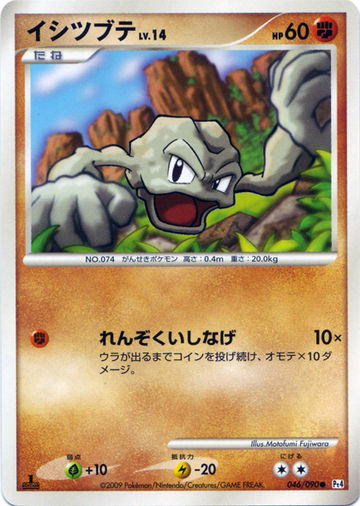 イシツブテ LV.14 HP60
たね
NO.074 がんせきポケモン 高さ:0.4m 重さ:20.0kg
れんぞくいしなげ 10×
ウラが出るまでコインを投げ続け、オモテ×10ダ
メージ。
Illus.Motofumi Fujiwara
弱点 +10 抵抗力 -20 にげる
1 EDITION ©2009 Pokémon/Nintendo/Creatures/GAME FREAK. 046/090● Pt4